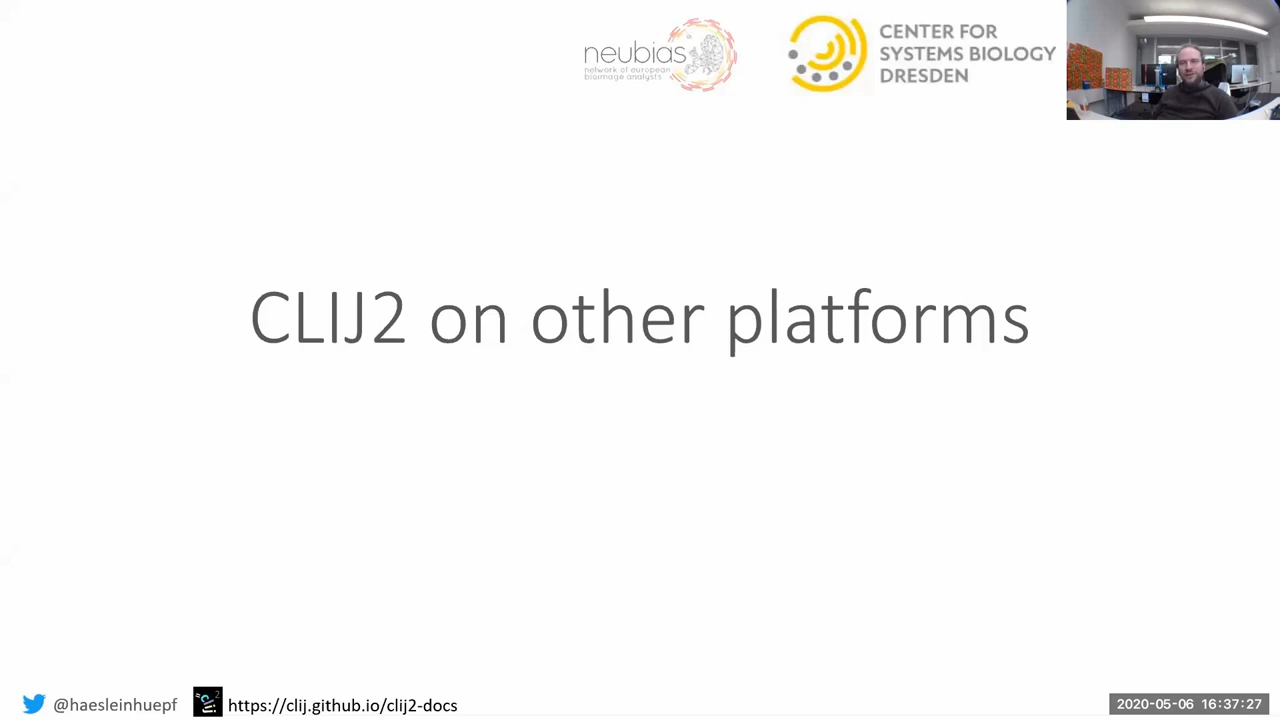 neubias
network of european
bioimage analysts
CENTER FOR
SYSTEMS BIOLOGY
DRESDEN
CLIJ2 on other platforms
@haesleinhuepf
https://clij.github.io/clij2-docs
2020-05-06 16:37:27